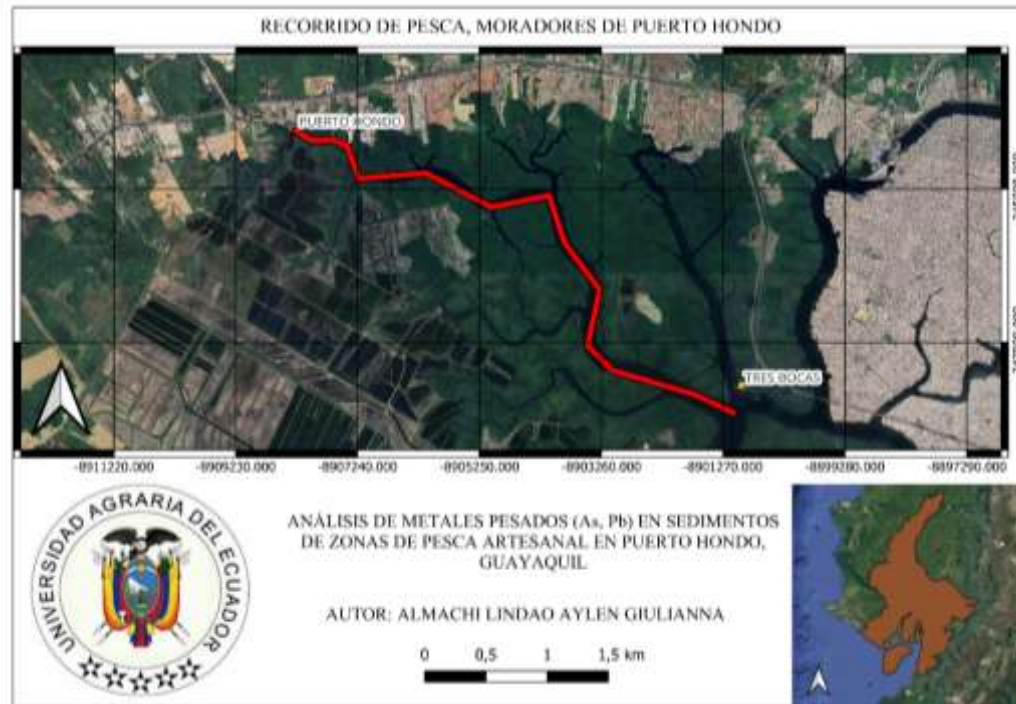 RECORRIDO DE PESCA, MORADORES DE PUERTO HONDO
PUERTO HONDO
TRES BOCAS
-8911220.000 -8909230.000 -8907240.000 -8905250.000 -8903260.000 -8901270.000 -8899280.000 -8897290.000
UNIVERSIDAD AGRARIA DEL ECUADOR
ANÁLISIS DE METALES PESADOS (As, Pb) EN SEDIMENTOS
DE ZONAS DE PESCA ARTESANAL EN PUERTO HONDO,
GUAYAQUIL
AUTOR: ALMACHI LINDAO AYLEN GIULIANNA
0 0,5 1 1,5 km